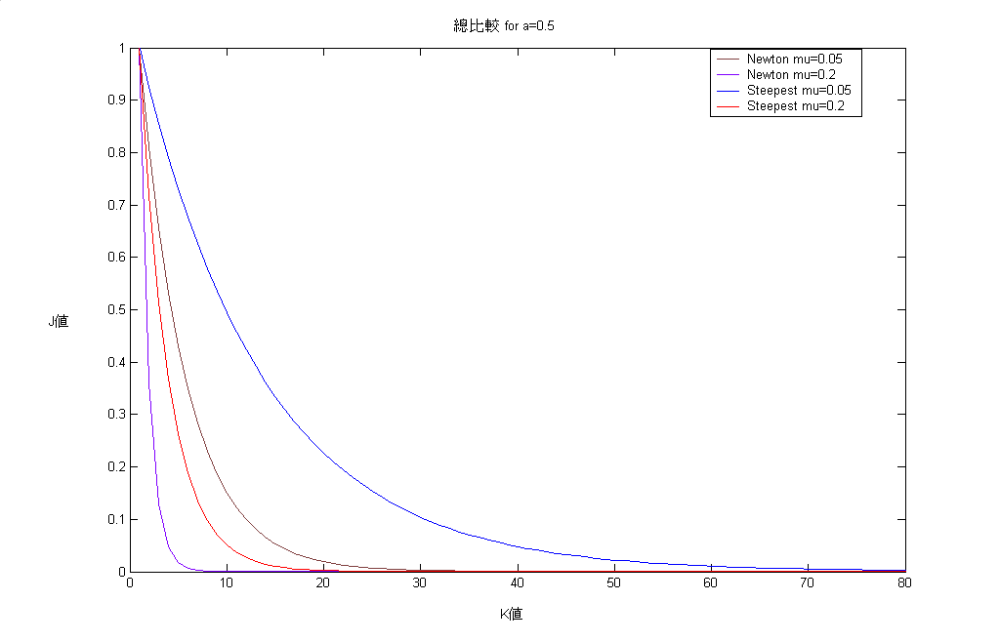 總比較 for a=0.5
Newton mu=0.05
Newton mu=0.2
Steepest mu=0.05
Steepest mu=0.2
1
0.9
0.8
0.7
0.6
0.5
0.4
0.3
0.2
0.1
0
J值
0 10 20 30 40 50 60 70 80
K值